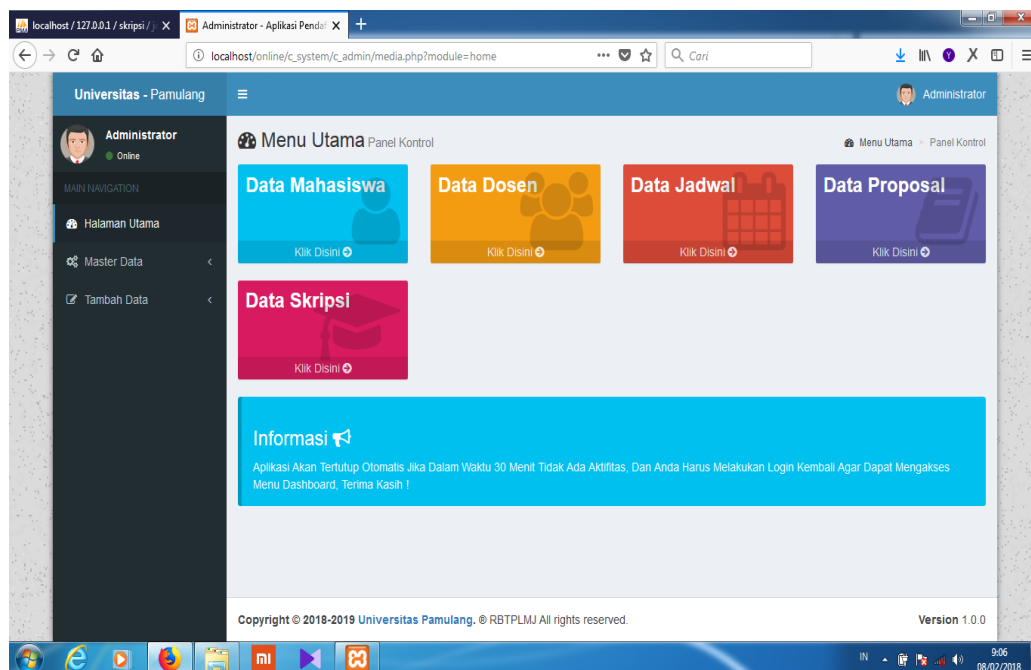 localhost / 127.0.0.1 / skripsi / j
Administrator - Aplikasi Pendaf
localhost/online/c_system/c_admin/media.php?module=home
Cari
Universitas - Pamulang
Administrator
Administrator
Online
Menu Utama Panel Kontrol
Menu Utama > Panel Kontrol
MAIN NAVIGATION
Halaman Utama
Master Data
Tambah Data
Data Mahasiswa
Klik Disini
Data Dosen
Klik Disini
Data Jadwal
Klik Disini
Data Proposal
Klik Disini
Data Skripsi
Klik Disini
Informasi
Aplikasi Akan Tertutup Otomatis Jika Dalam Waktu 30 Menit Tidak Ada Aktifitas, Dan Anda Harus Melakukan Login Kembali Agar Dapat Mengakses
Menu Dashboard, Terima Kasih !
Copyright © 2018-2019 Universitas Pamulang. ® RBTPLMJ All rights reserved.
Version 1.0.0
IN
9:06
08/02/2018